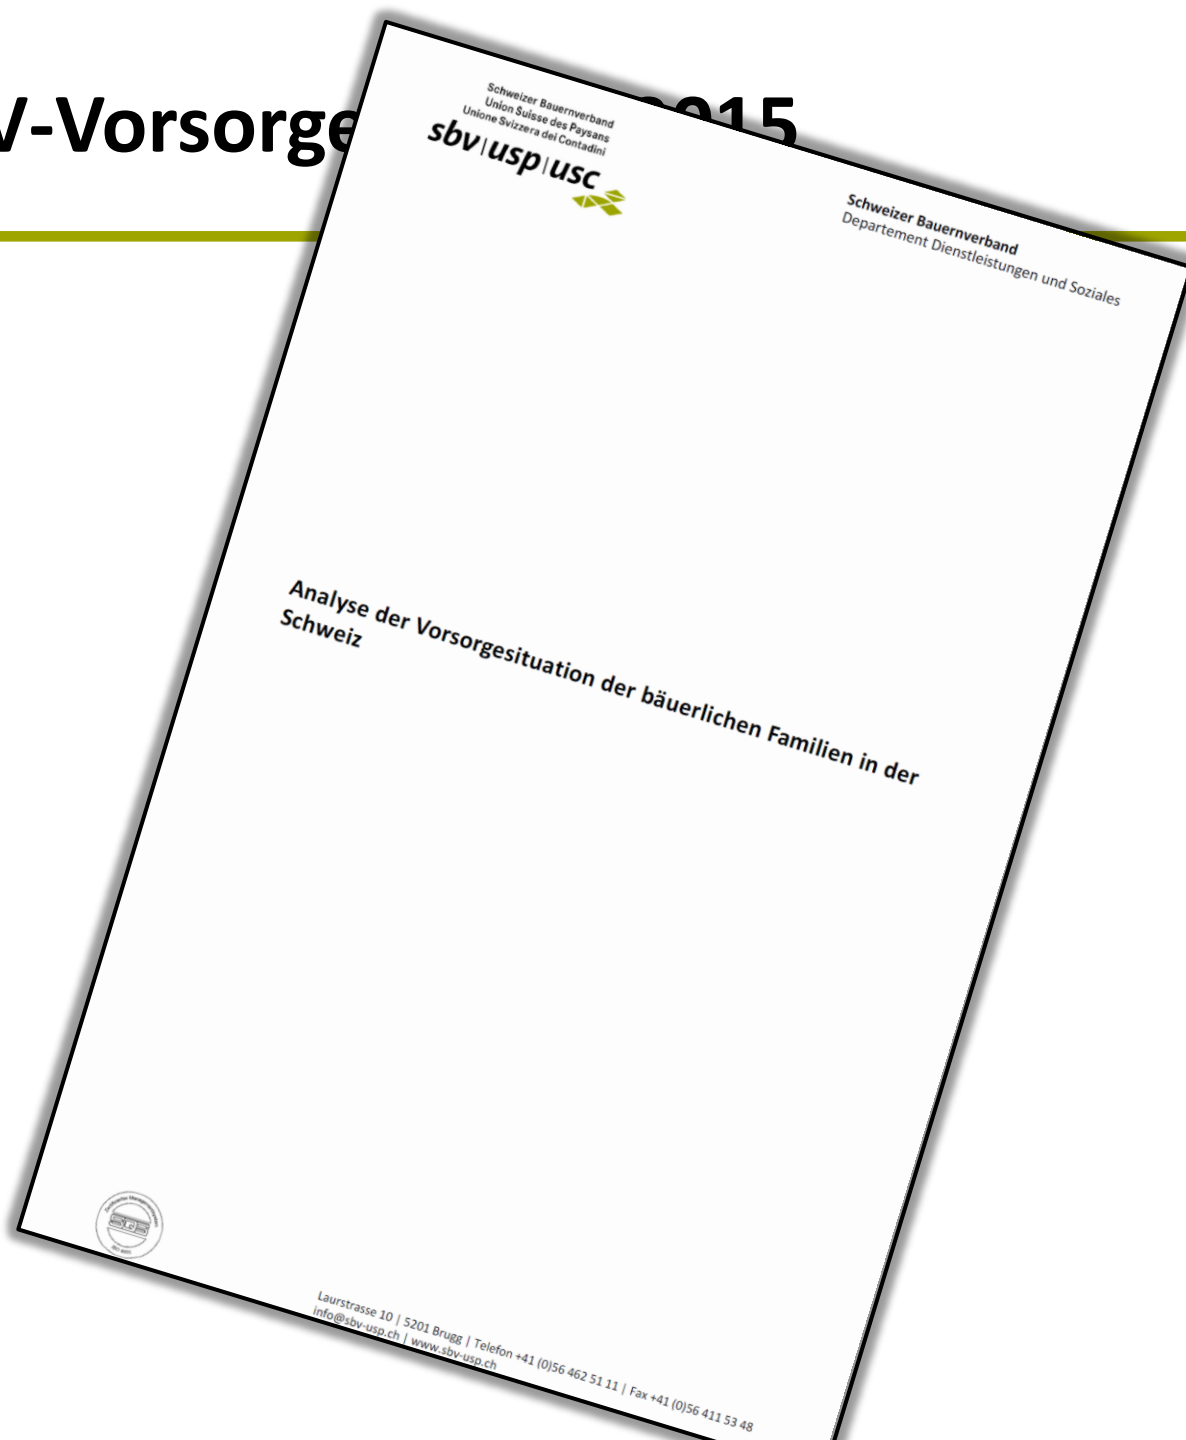 V-Vorsorge 2015
Schweizer Bauernverband
Union Suisse des Paysans
Unione Svizzera dei Contadini
sbv|usp|usc
Schweizer Bauernverband
Departement Dienstleistungen und Soziales
Analyse der Vorsorgesituation der bäuerlichen Familien in der
Schweiz
SQS
Laurstrasse 10 | 5201 Brugg | Telefon +41 (0)56 462 51 11 | Fax +41 (0)56 411 53 48
info@sbv-usp.ch | www.sbv-usp.ch